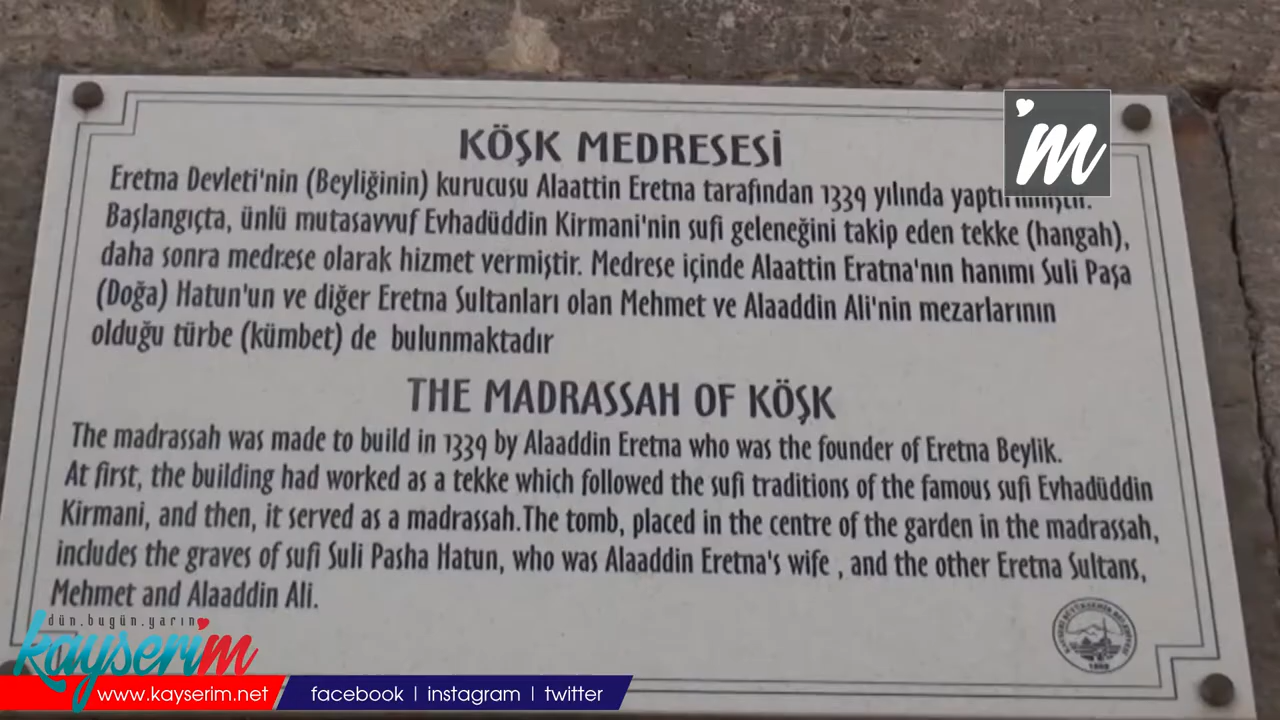 'm
KÖŞK MEDRESESİ
Eretna Devleti'nin (Beyliğinin) kurucusu Alaattin Eretna tarafından 1339 yılında yaptırılmıştır.
Başlangıçta, ünlü mutasavvuf Evhadüddin Kirmani'nin sufi geleneğini takip eden tekke (hangah),
daha sonra medrese olarak hizmet vermiştir. Medrese içinde Alaattin Eratna'nın hanımı Suli Paşa
(Doğa) Hatun'un ve diğer Eretna Sultanları olan Mehmet ve Alaaddin Ali'nin mezarlarının
olduğu türbe (kümbet) de bulunmaktadır
THE MADRASSAH OF KÖŞK
The madrassah was made to build in 1339 by Alaaddin Eretna who was the founder of Eretna Beylik.
At first, the building had worked as a tekke which followed the sufi traditions of the famous sufi Evhadüddin
Kirmani, and then, it served as a madrassah.The tomb, placed in the centre of the garden in the madrassah,
includes the graves of sufi Suli Pasha Hatun, who was Alaaddin Eretna's wife , and the other Eretna Sultans,
Mehmet and Alaaddin Ali.
KAYSERİ BÜYÜKŞEHİR BELEDİYESİ
dün.bugün.yarın
kayserim
www.kayserim.net
facebook | instagram | twitter